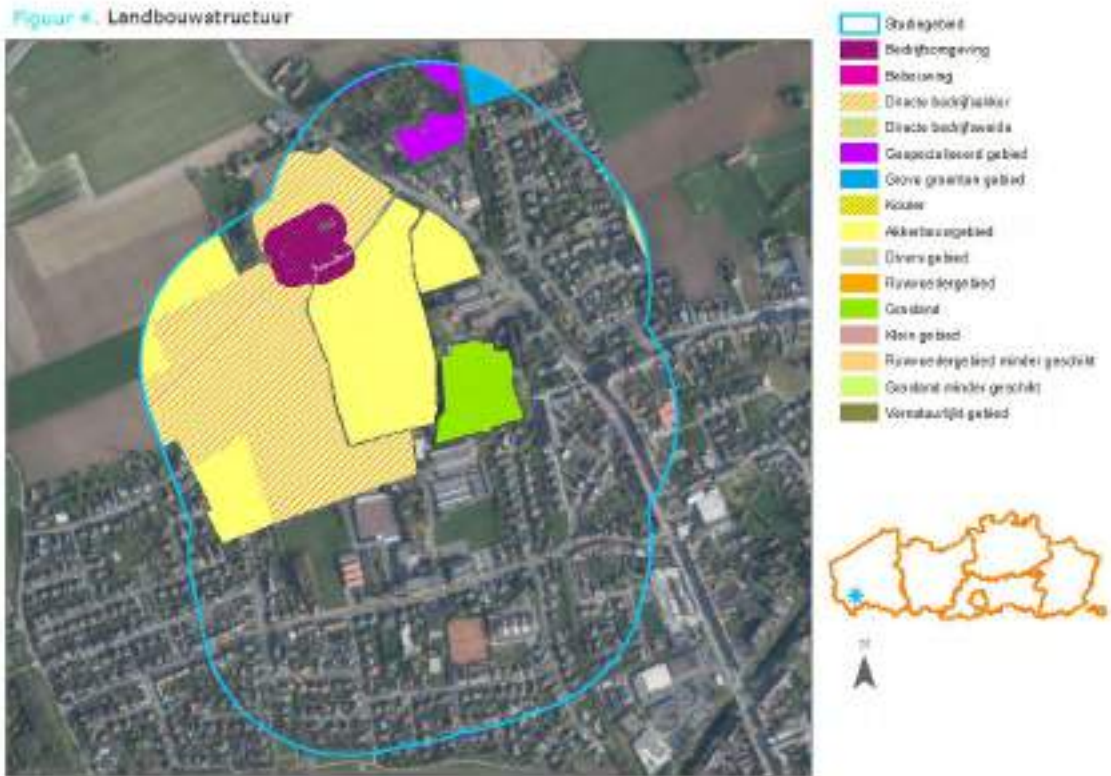 Figuur 4. Landbouwstructuur
Studiegebied
Bedrijfsomgeving
Bebouwing
Directe bedrijfsakker
Directe bedrijfsweide
Gespecialiseerd gebied
Grove groenten gebied
Kouter
Akkerbouwgebied
Divers gebied
Ruwvoedergebied
Grasland
Klein gebied
Ruwvoedergebied minder geschikt
Grasland minder geschikt
Vernatuurlijkt gebied